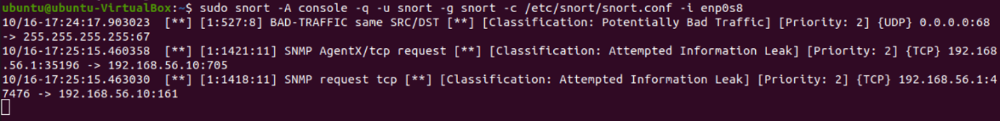 ubuntu@ubuntu-VirtualBox:~$ sudo snort -A console -q -u snort -g snort -c /etc/snort/snort.conf -i enp0s8
10/16-17:24:17.903023  [**] [1:527:8] BAD-TRAFFIC same SRC/DST [**] [Classification: Potentially Bad Traffic] [Priority: 2] {UDP} 0.0.0.0:68
-> 255.255.255.255:67
10/16-17:25:15.460358  [**] [1:1421:11] SNMP AgentX/tcp request [**] [Classification: Attempted Information Leak] [Priority: 2] {TCP} 192.168
.56.1:35196 -> 192.168.56.10:705
10/16-17:25:15.463030  [**] [1:1418:11] SNMP request tcp [**] [Classification: Attempted Information Leak] [Priority: 2] {TCP} 192.168.56.1:4
7476 -> 192.168.56.10:161